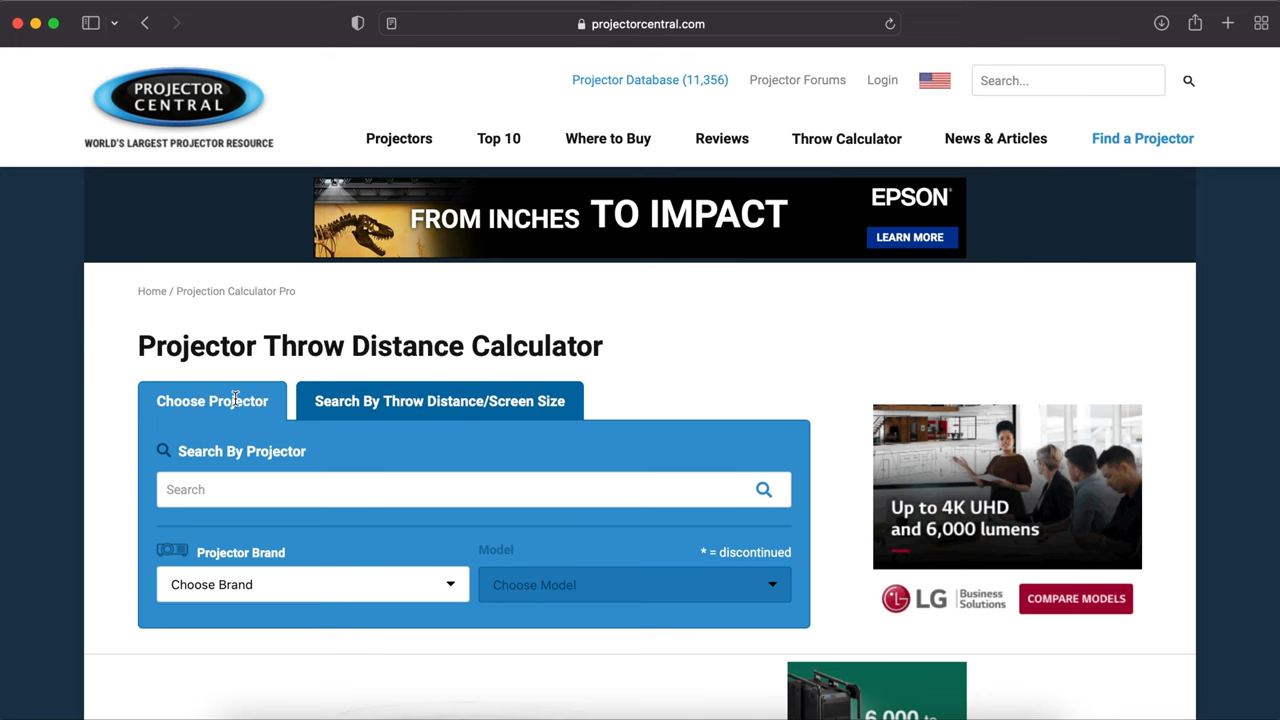 projectorcentral.com
PROJECTOR
CENTRAL
WORLD'S LARGEST PROJECTOR RESOURCE
Projector Database (11,356)
Projector Forums
Login
Search...
Projectors
Top 10
Where to Buy
Reviews
Throw Calculator
News & Articles
Find a Projector
FROM INCHES TO IMPACT
EPSON
LEARN MORE
Home / Projection Calculator Pro
Projector Throw Distance Calculator
Choose Projector
Search By Throw Distance/Screen Size
Search By Projector
Search
Projector Brand
Model
* = discontinued
Choose Brand
Choose Model
Up to 4K UHD
and 6,000 lumens
LG Business
Solutions
COMPARE MODELS
6,000 to